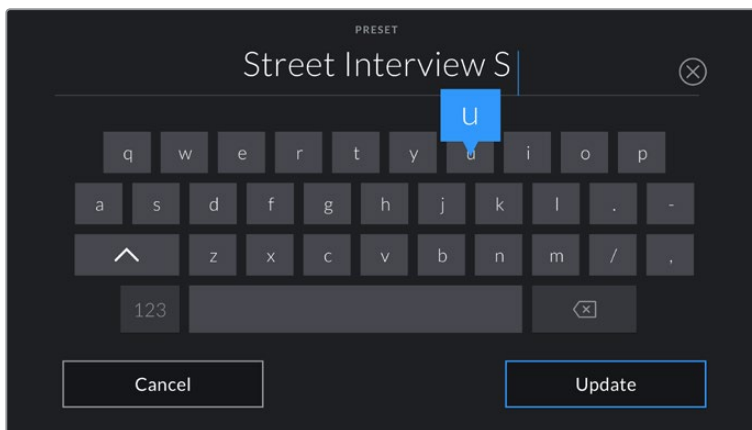 PRESET
Street Interview S
u
q w e r t y u i o p
a s d f g h j k l . -
z x c v b n m / ,
123
Cancel Update